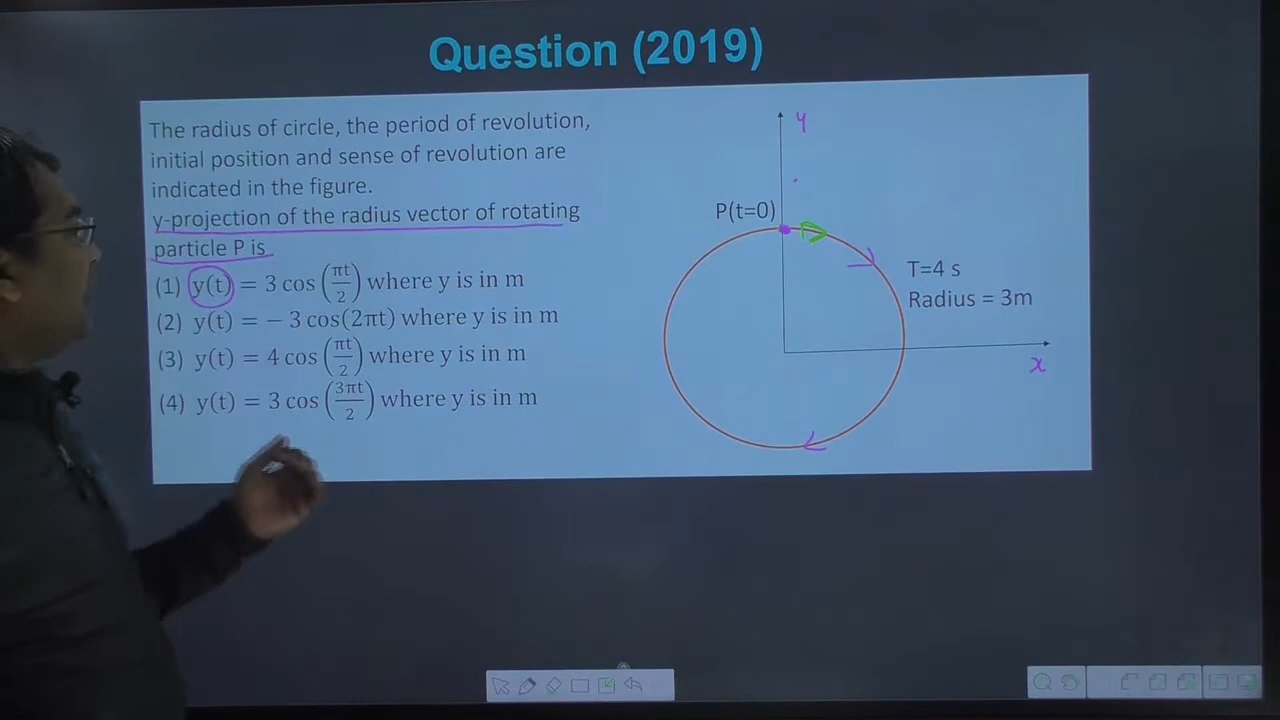 Question (2019)
The radius of circle, the period of revolution,
initial position and sense of revolution are
indicated in the figure.
y-projection of the radius vector of rotating
particle P is
(1) y(t) = 3 cos (πt/2) where y is in m
(2) y(t) = − 3 cos(2πt) where y is in m
(3) y(t) = 4 cos (πt/2) where y is in m
(4) y(t) = 3 cos (3πt/2) where y is in m
y
P(t=0)
T=4 s
Radius = 3m
x